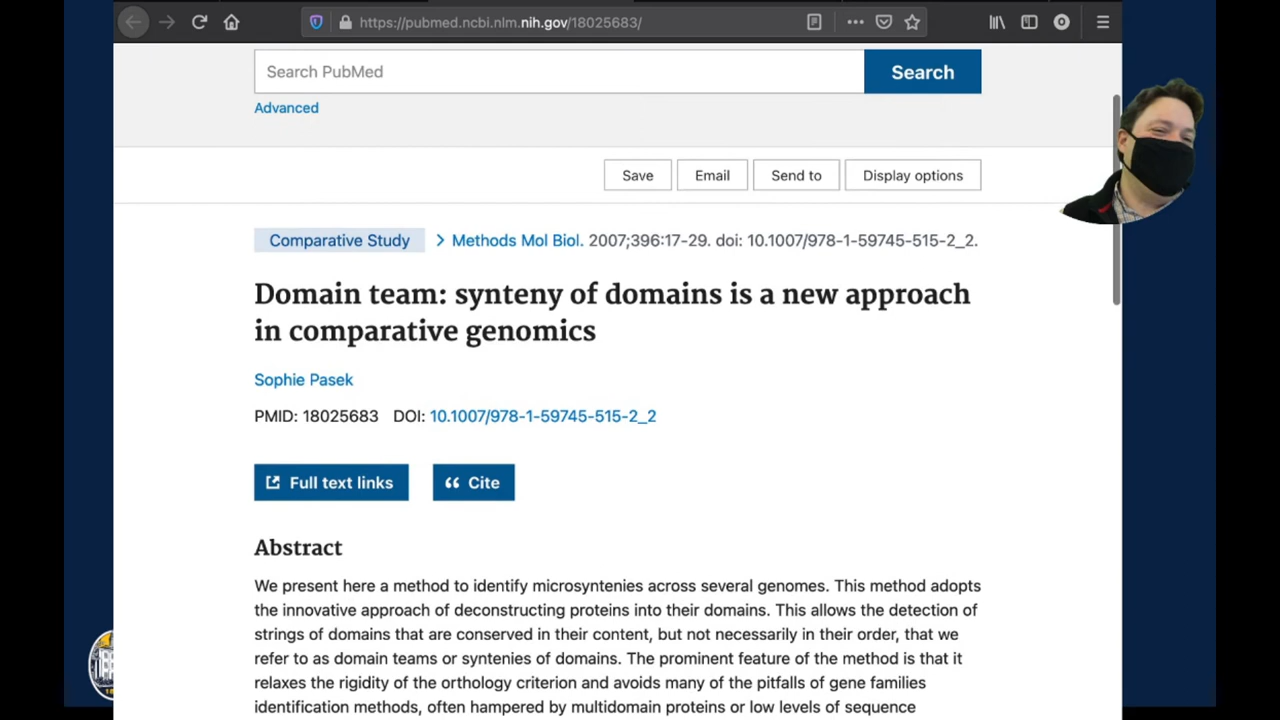 https://pubmed.ncbi.nlm.nih.gov/18025683/
Search PubMed
Search
Advanced
Save
Email
Send to
Display options
Comparative Study > Methods Mol Biol. 2007;396:17-29. doi: 10.1007/978-1-59745-515-2_2.
Domain team: synteny of domains is a new approach
in comparative genomics
Sophie Pasek
PMID: 18025683 DOI: 10.1007/978-1-59745-515-2_2
Full text links
Cite
Abstract
We present here a method to identify microsyntenies across several genomes. This method adopts
the innovative approach of deconstructing proteins into their domains. This allows the detection of
strings of domains that are conserved in their content, but not necessarily in their order, that we
refer to as domain teams or syntenies of domains. The prominent feature of the method is that it
relaxes the rigidity of the orthology criterion and avoids many of the pitfalls of gene families
identification methods, often hampered by multidomain proteins or low levels of sequence